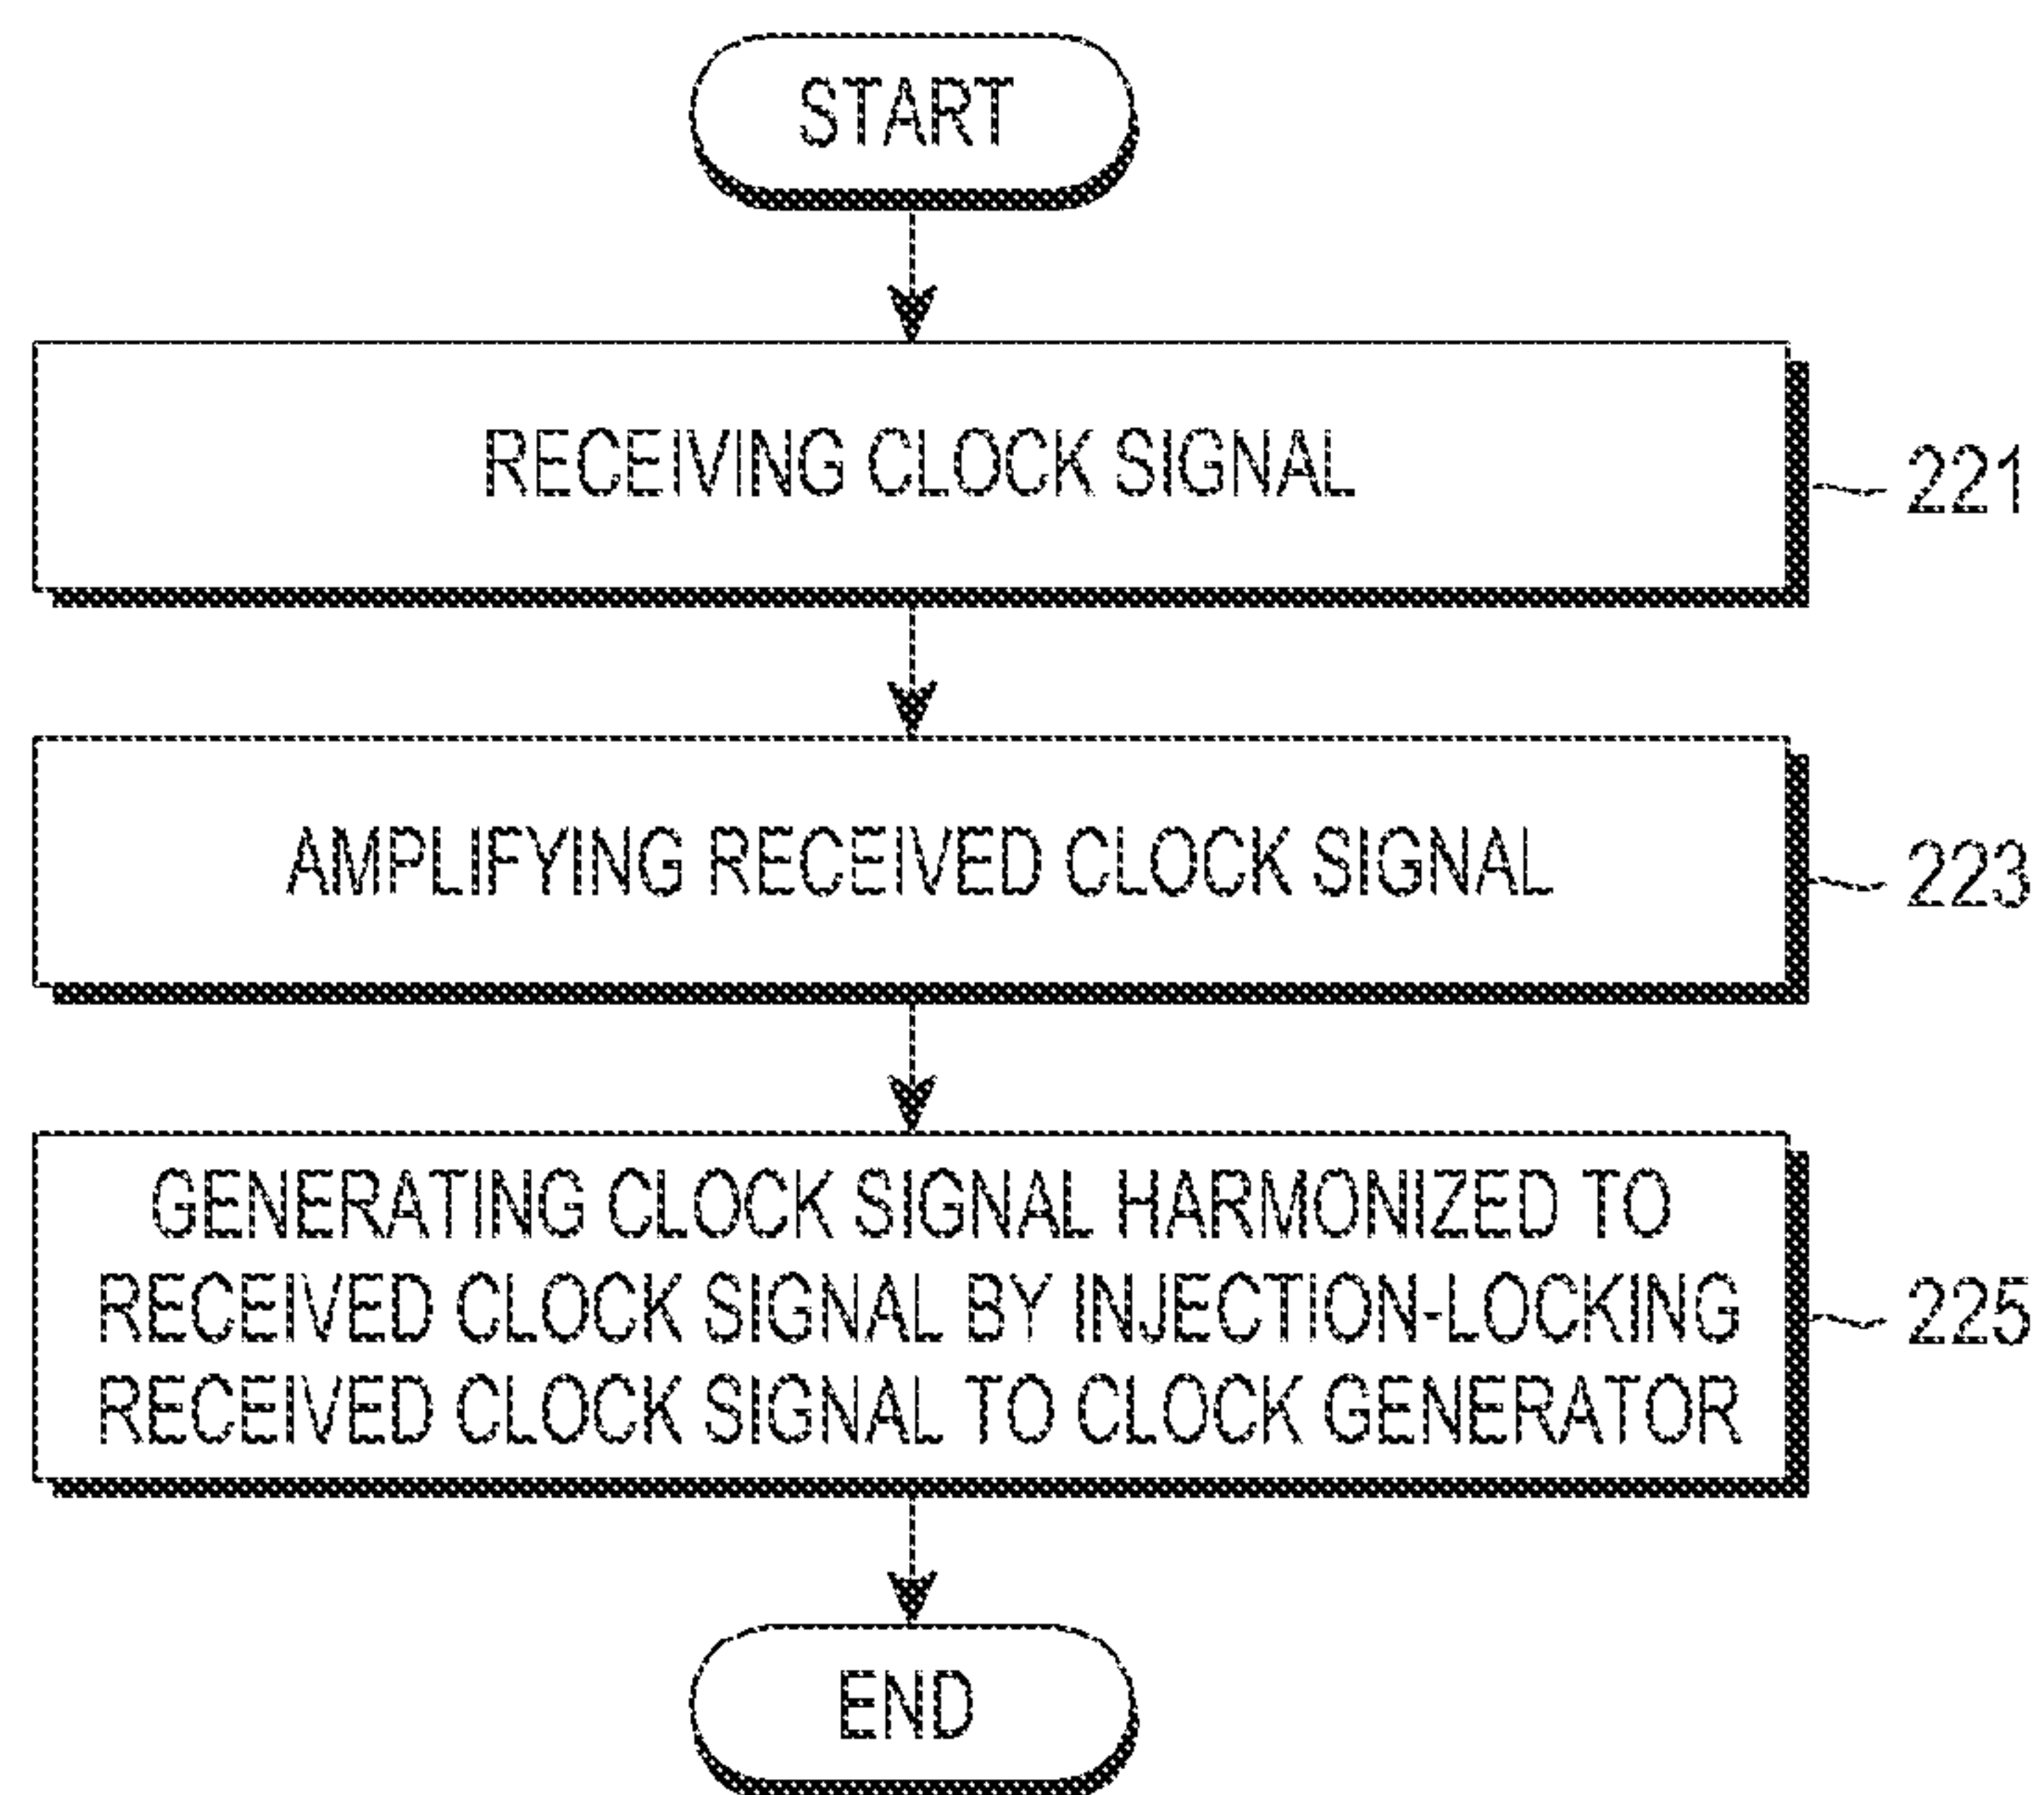 START
RECEIVING CLOCK SIGNAL
221
AMPLIFYING RECEIVED CLOCK SIGNAL
223
GENERATING CLOCK SIGNAL HARMONIZED TO
RECEIVED CLOCK SIGNAL BY INJECTION-LOCKING
RECEIVED CLOCK SIGNAL TO CLOCK GENERATOR
225
END